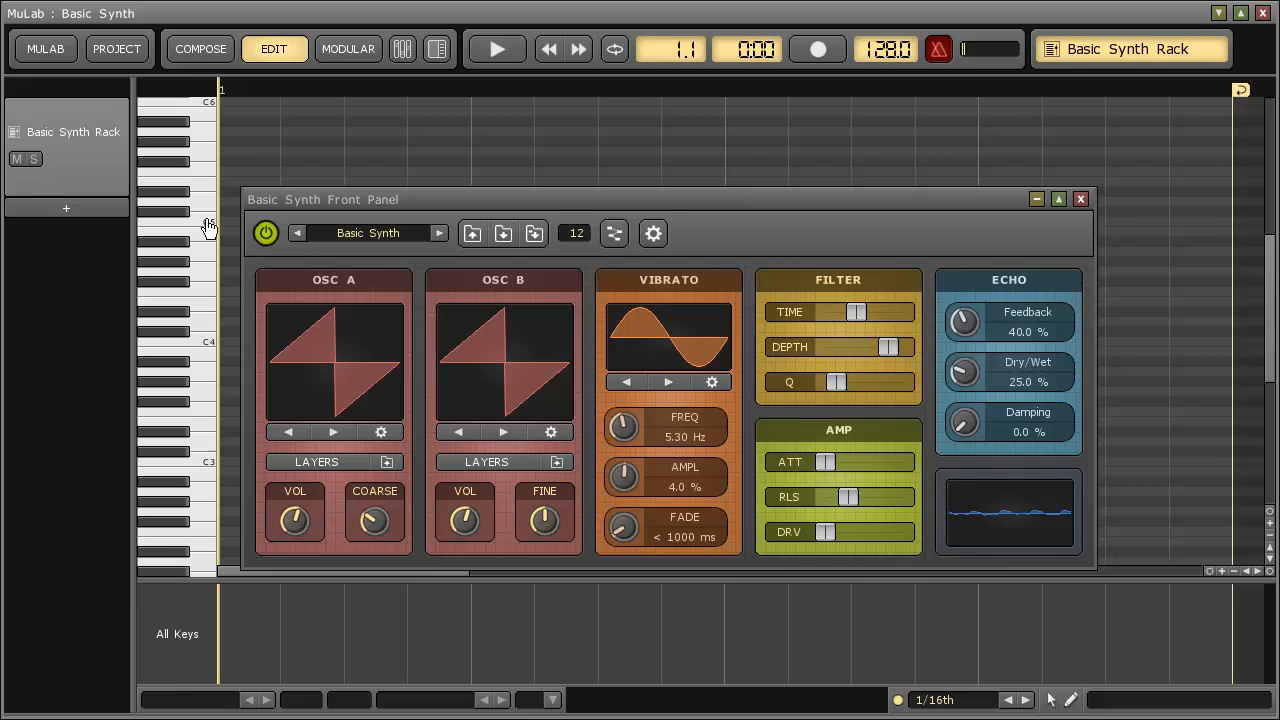 MuLab : Basic Synth
MULAB PROJECT COMPOSE EDIT MODULAR 1.1 0:00 128.0 Basic Synth Rack
1
C6
Basic Synth Rack
M S
+
Basic Synth Front Panel
Basic Synth 12
OSC A OSC B VIBRATO FILTER ECHO
TIME
DEPTH
Q
Feedback
40.0 %
Dry/Wet
25.0 %
Damping
0.0 %
C4
C3
LAYERS LAYERS
VOL COARSE VOL FINE
FREQ
5.30 Hz
AMPL
4.0 %
FADE
< 1000 ms
AMP
ATT
RLS
DRV
All Keys
1/16th